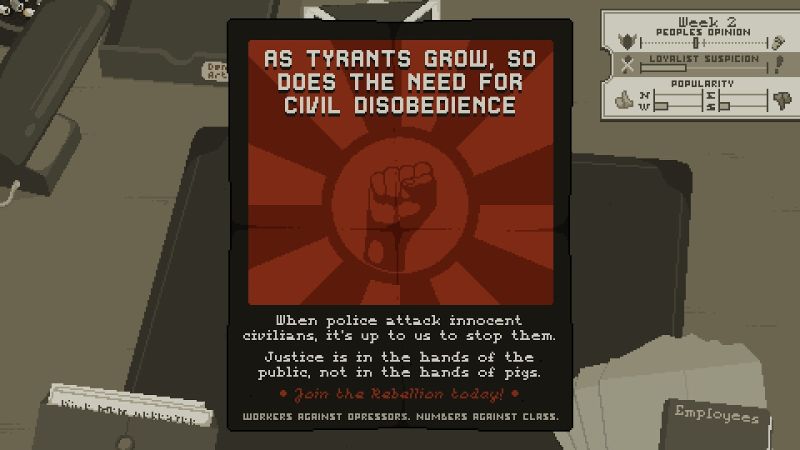 AS TYRANTS GROW, SO
DOES THE NEED FOR
CIVIL DISOBEDIENCE
When police attack innocent
civilians, it's up to us to stop them.
Justice is in the hands of the
public, not in the hands of pigs.
• Join the Rebellion today! •
WORKERS AGAINST OPRESSORS. NUMBERS AGAINST CLASS.
Week 2
PEOPLES OPINION
LOYALIST SUSPICION
POPULARITY
N E
W S
Employees